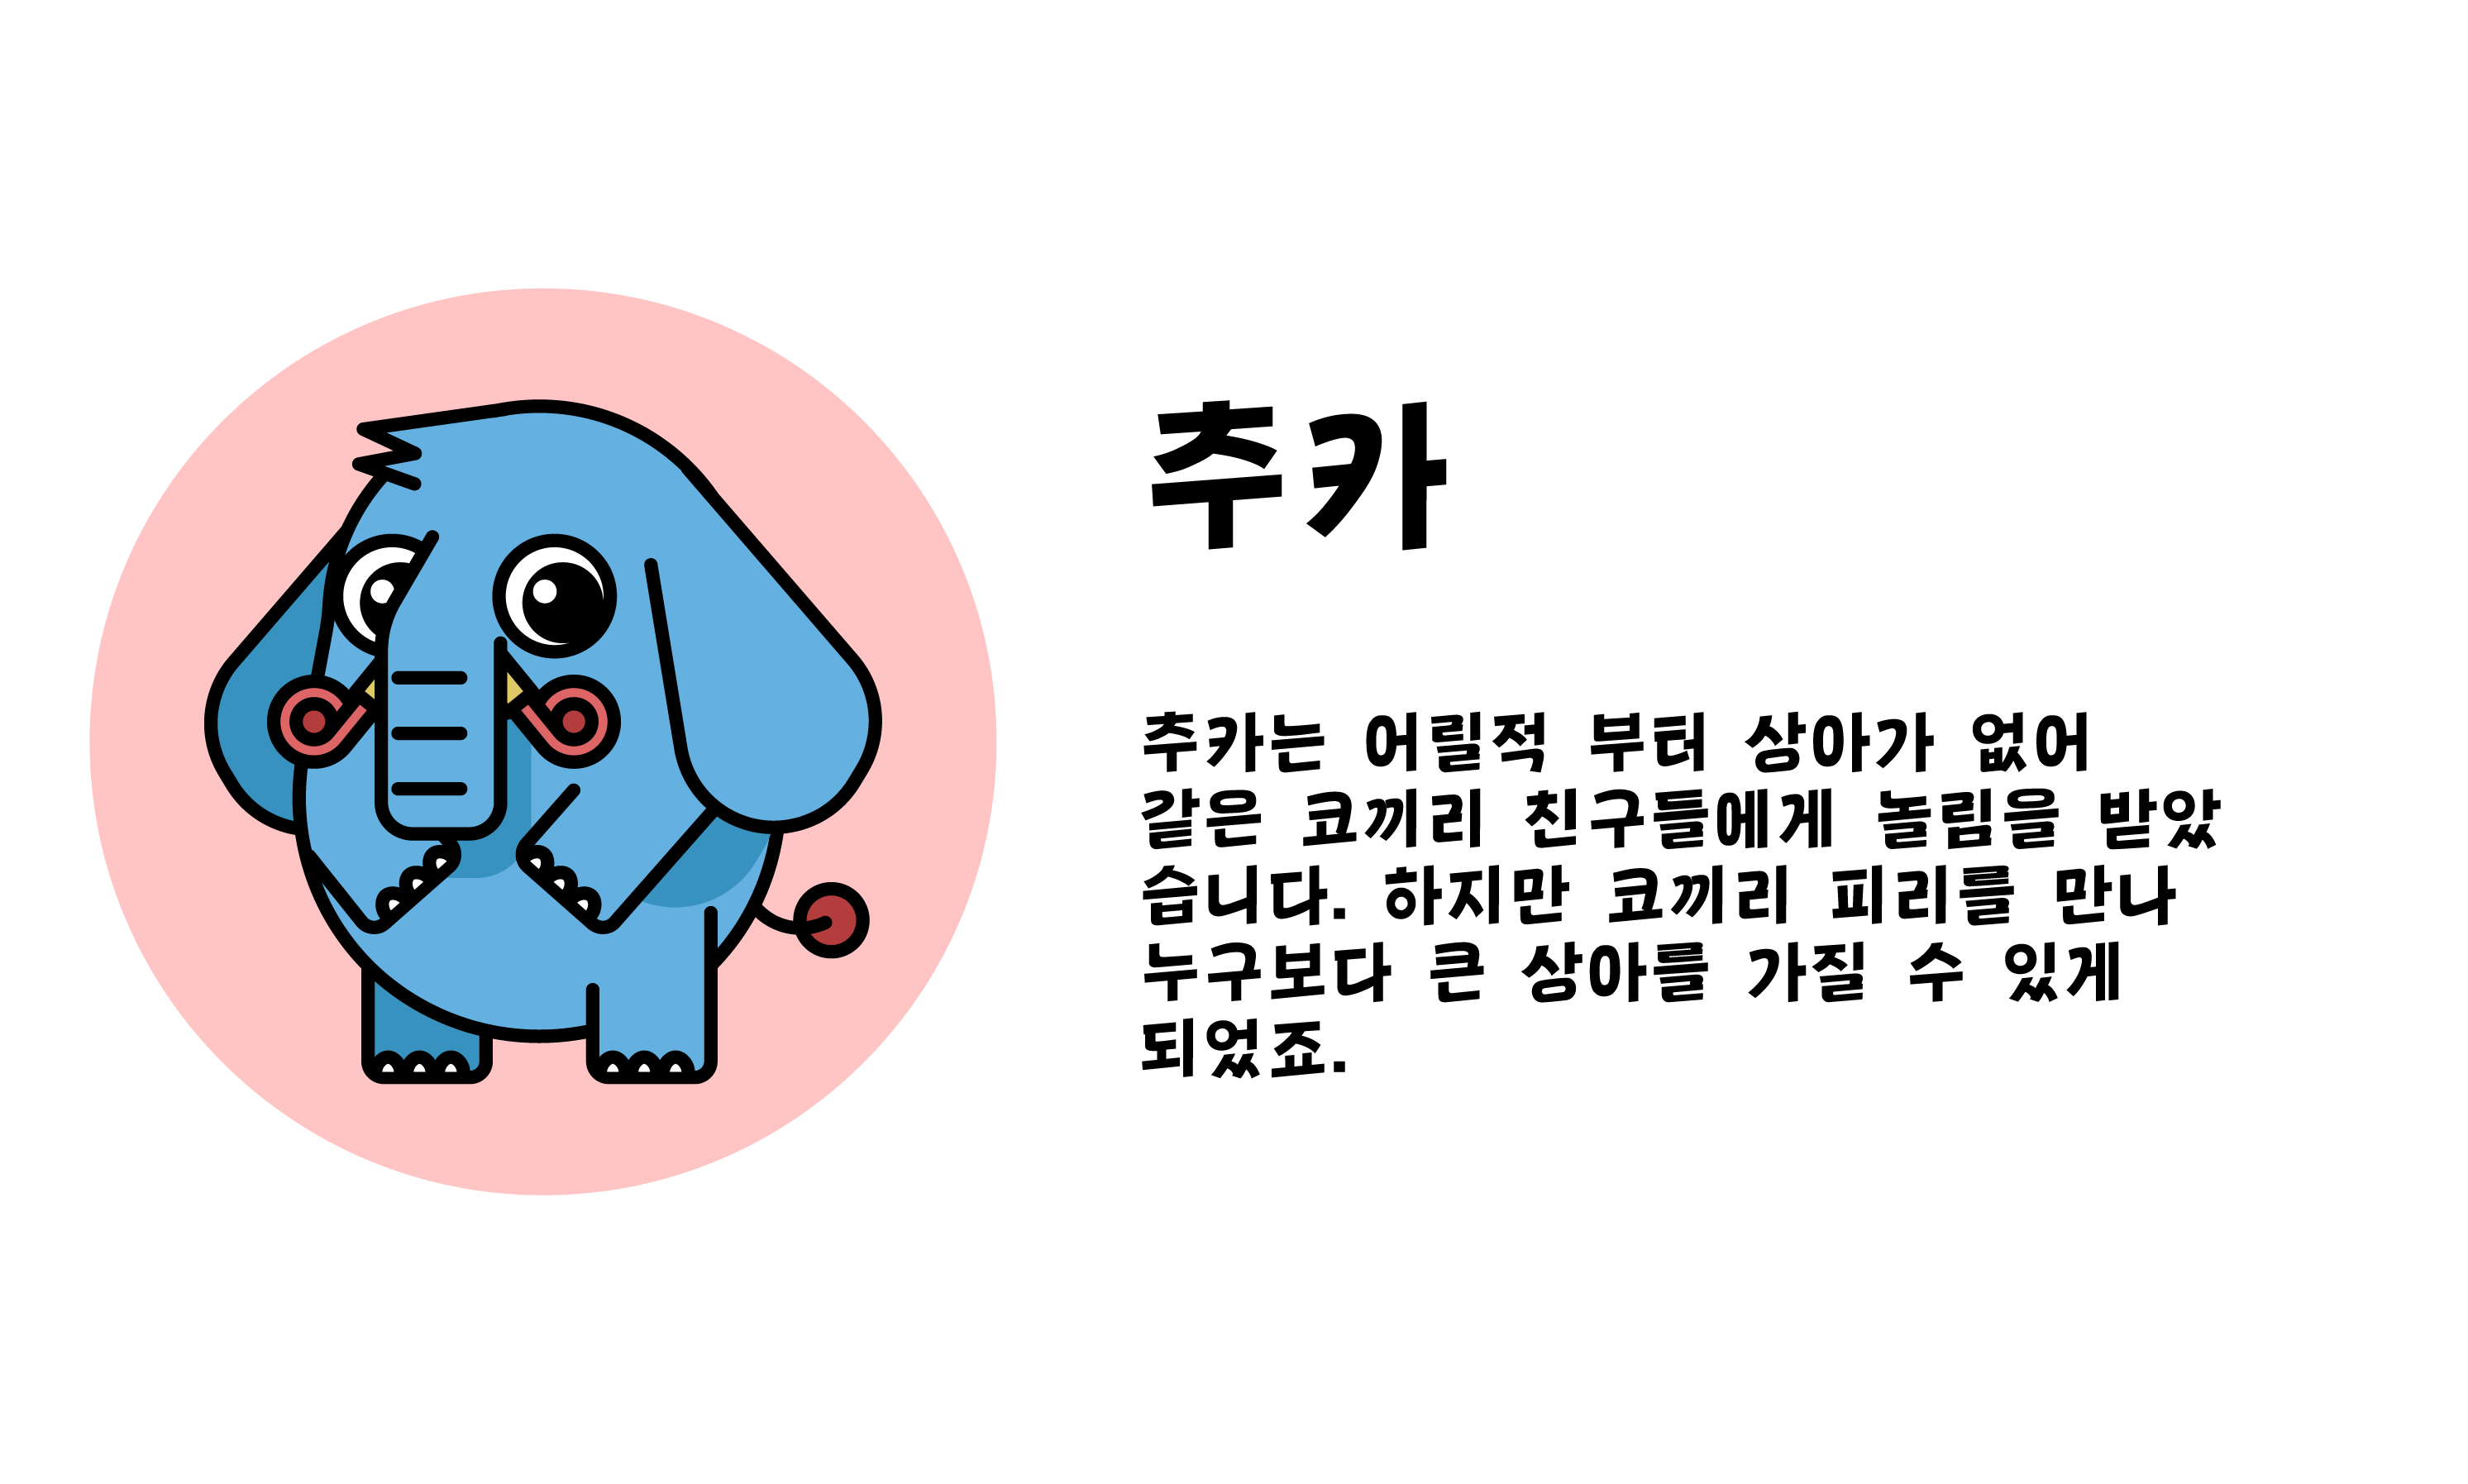 추카
추카는 어릴적 부터 상아가 없어
같은 코끼리 친구들에게 놀림을 받았
습니다. 하지만 코끼리 피리를 만나
누구보다 큰 상아를 가질 수 있게
돼었죠.